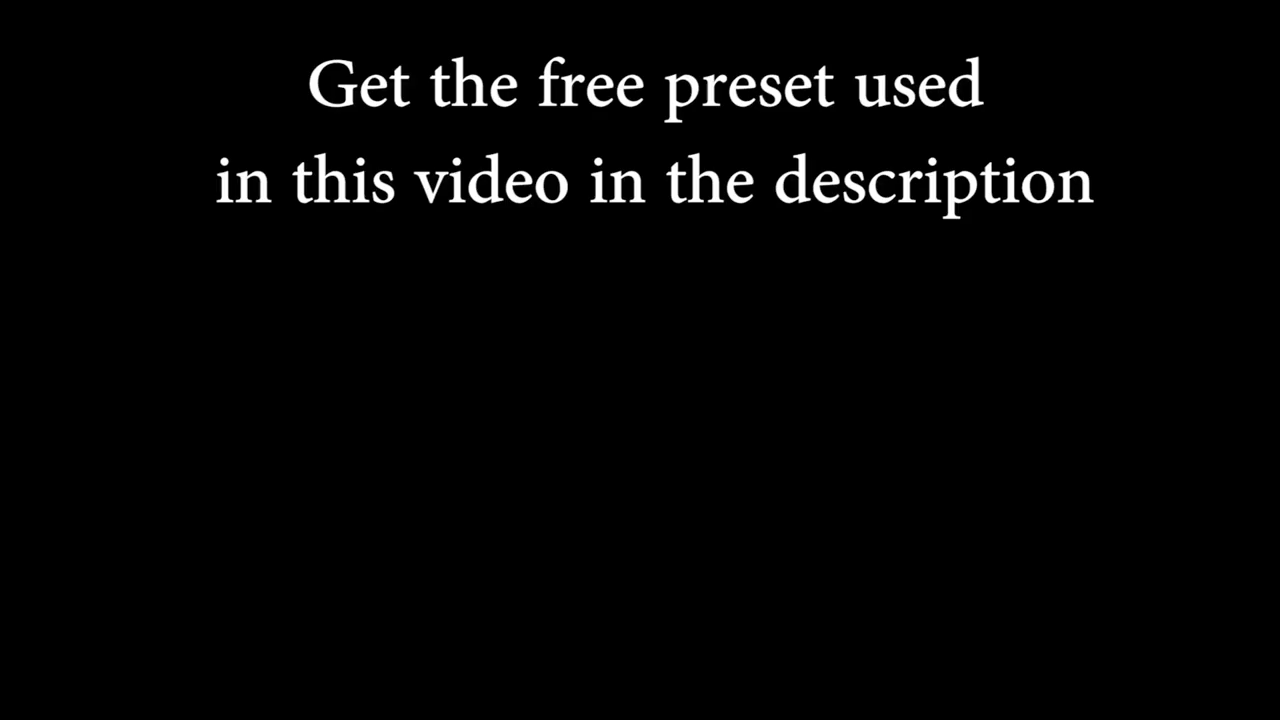 Get the free preset used
in this video in the description